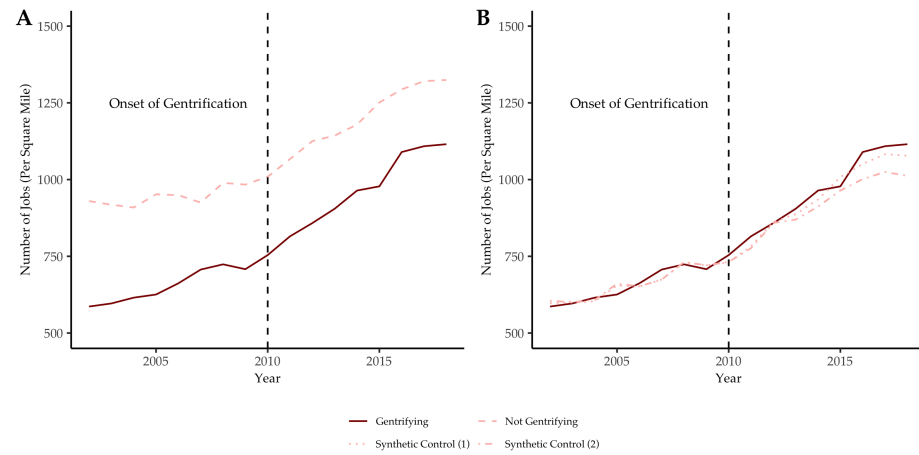 A
Number of Jobs (Per Square Mile)
1500
1250
1000
750
500
Onset of Gentrification
2005
2010
2015
Year
B
Number of Jobs (Per Square Mile)
1500
1250
1000
750
500
Onset of Gentrification
2005
2010
2015
Year
Gentrifying
Not Gentrifying
Synthetic Control (1)
Synthetic Control (2)